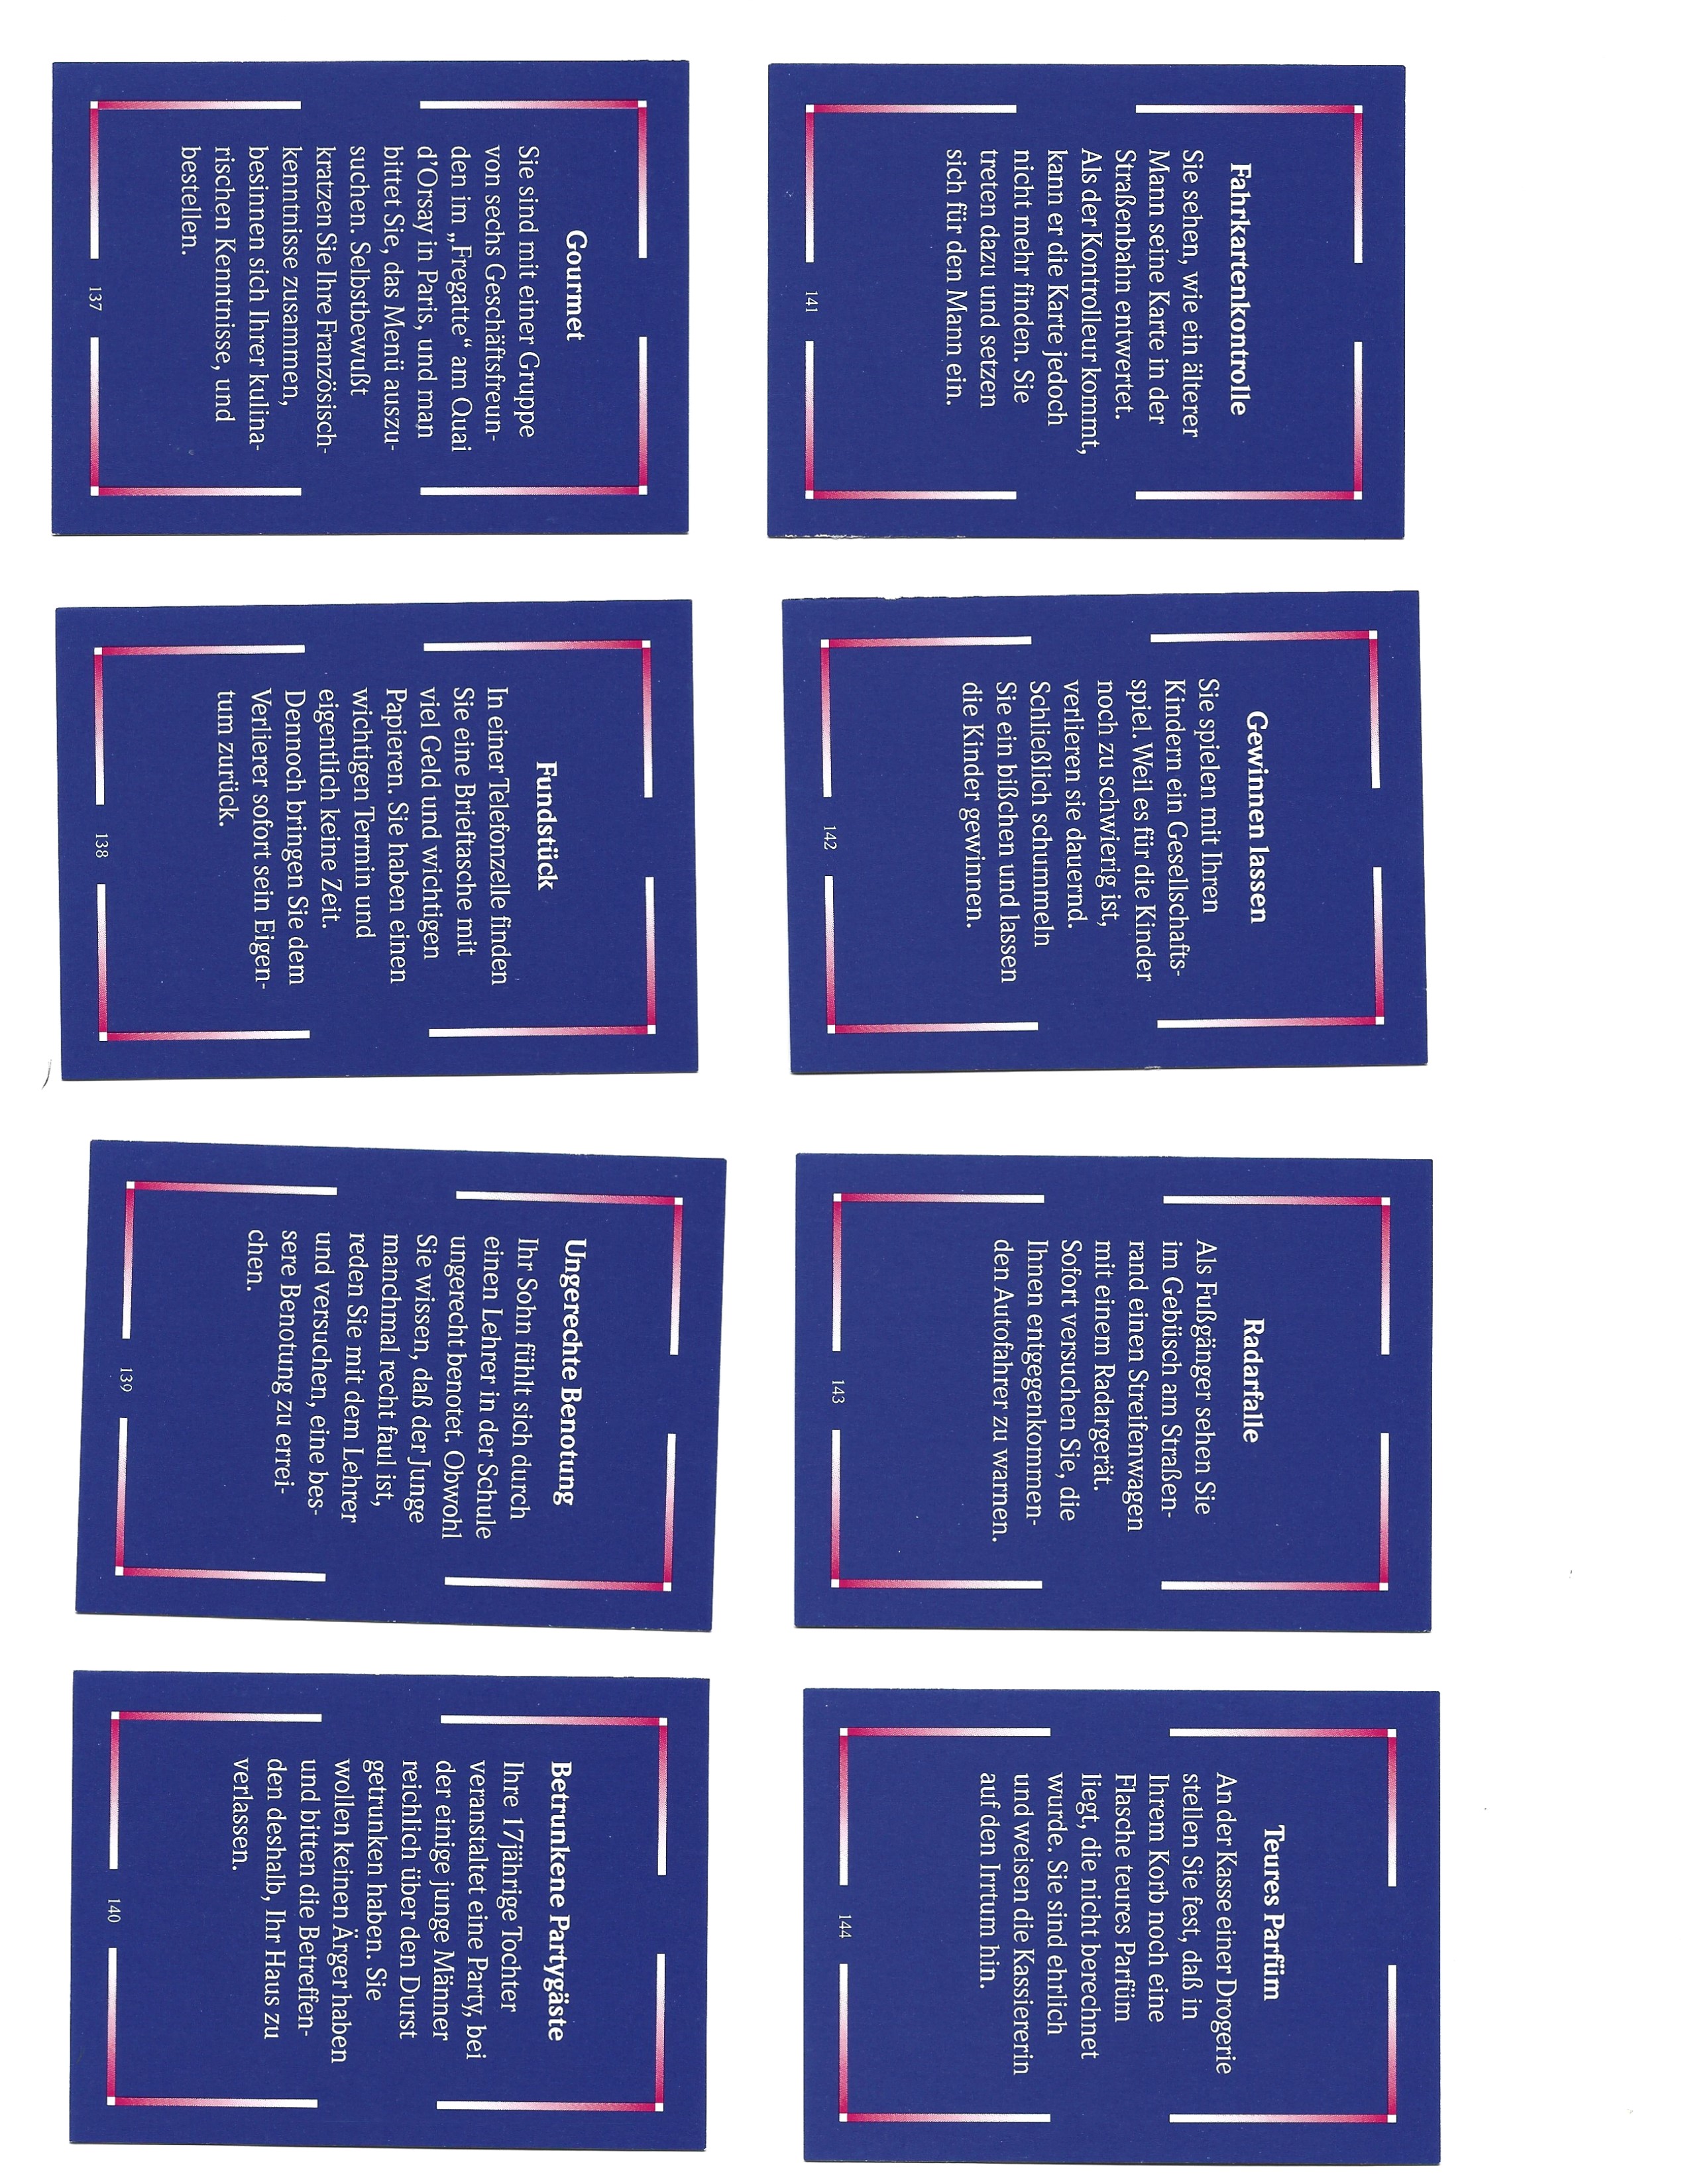 Gourmet
Sie sind mit einer Gruppe
von sechs Geschäftsfreun-
den im „Fregatte“ am Quai
d'Orsay in Paris, und man
bittet Sie, das Menü auszu-
suchen. Selbstbewußt
kratzen Sie Ihre Französisch-
kenntnisse zusammen,
besinnen sich Ihrer kulina-
rischen Kenntnisse, und
bestellen.
137
Fundstück
In einer Telefonzelle finden
Sie eine Brieftasche mit
viel Geld und wichtigen
Papieren. Sie haben einen
wichtigen Termin und
eigentlich keine Zeit.
Dennoch bringen Sie dem
Verlierer sofort sein Eigen-
tum zurück.
138
Ungerechte Benotung
Ihr Sohn fühlt sich durch
einen Lehrer in der Schule
ungerecht benotet. Obwohl
Sie wissen, daß der Junge
manchmal recht faul ist,
reden Sie mit dem Lehrer
und versuchen, eine bes-
sere Benotung zu errei-
chen.
139
Betrunkene Partygäste
Ihre 17jährige Tochter
veranstaltet eine Party, bei
der einige junge Männer
reichlich über den Durst
getrunken haben. Sie
wollen keinen Ärger haben
und bitten die Betreffen-
den deshalb, Ihr Haus zu
verlassen.
140
Fahrkartenkontrolle
Sie sehen, wie ein älterer
Mann seine Karte in der
Straßenbahn entwertet.
Als der Kontrolleur kommt,
kann er die Karte jedoch
nicht mehr finden. Sie
treten dazu und setzen
sich für den Mann ein.
141
Gewinnen lassen
Sie spielen mit Ihren
Kindern ein Gesellschafts-
spiel. Weil es für die Kinder
noch zu schwierig ist,
verlieren sie dauernd.
Schließlich schummeln
Sie ein bißchen und lassen
die Kinder gewinnen.
142
Radarfalle
Als Fußgänger sehen Sie
im Gebüsch am Straßen-
rand einen Streifenwagen
mit einem Radargerät.
Sofort versuchen Sie, die
Ihnen entgegenkommen-
den Autofahrer zu warnen.
143
Teures Parfüm
An der Kasse einer Drogerie
stellen Sie fest, daß in
Ihrem Korb noch eine
Flasche teures Parfüm
liegt, die nicht berechnet
wurde. Sie sind ehrlich
und weisen die Kassiererin
auf den Irrtum hin.
144